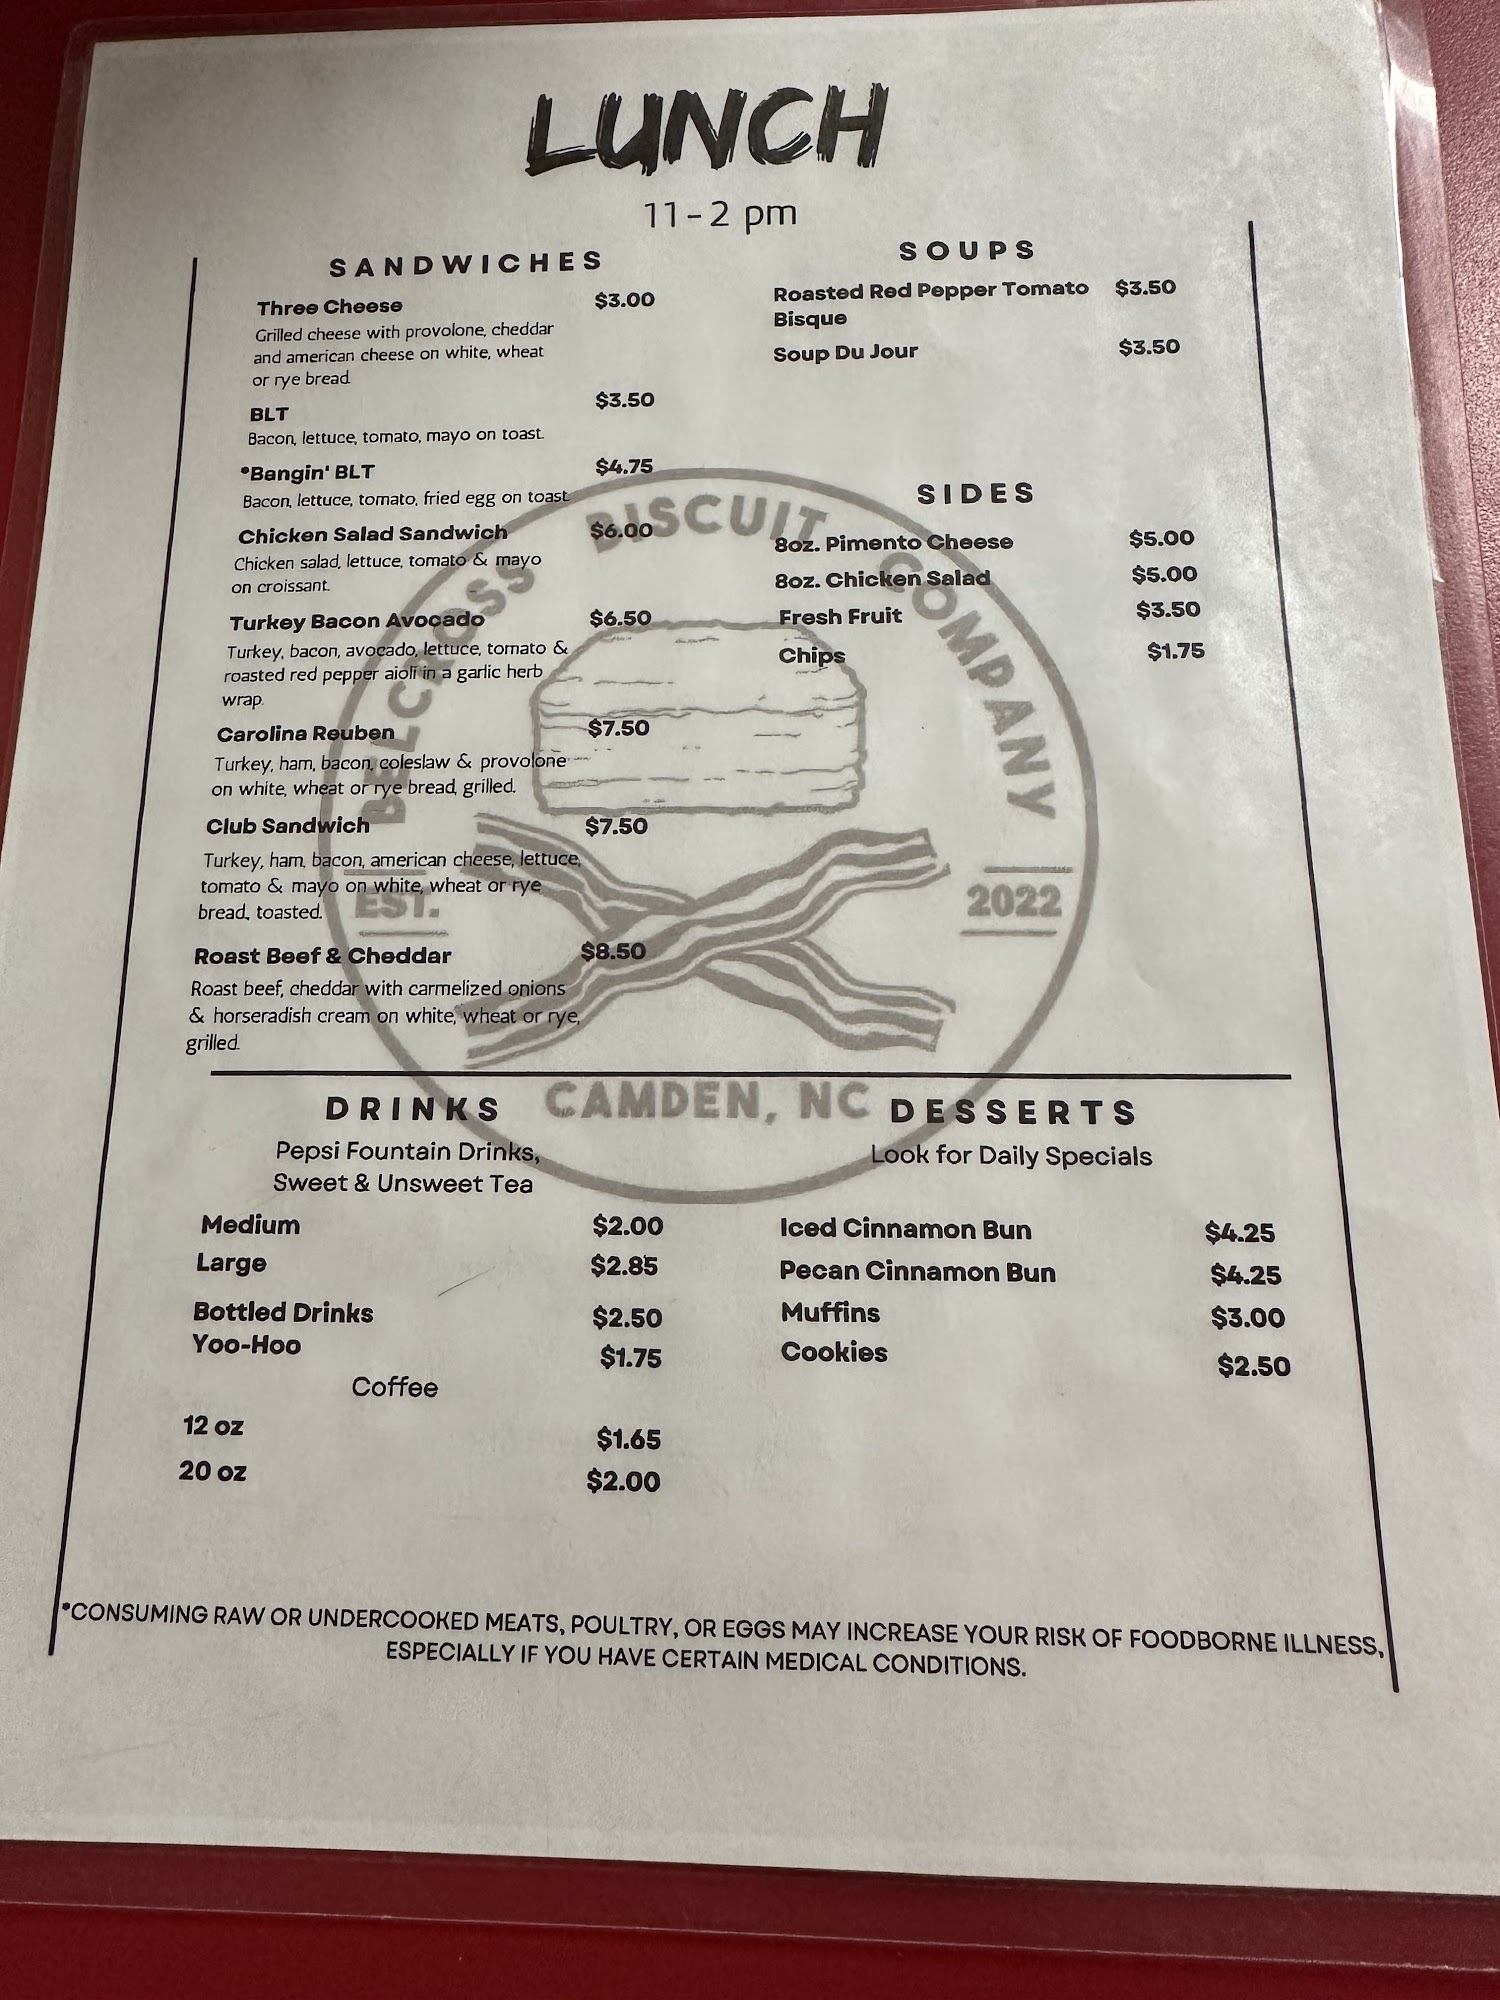 LUNCH
11-2 pm
SANDWICHES
Three Cheese $3.00
Grilled cheese with provolone, cheddar
and american cheese on white, wheat
or rye bread.
BLT $3.50
Bacon, lettuce, tomato, mayo on toast.
*Bangin' BLT $4.75
Bacon, lettuce, tomato, fried egg on toast.
Chicken Salad Sandwich $6.00
Chicken salad, lettuce, tomato & mayo
on croissant.
Turkey Bacon Avocado $6.50
Turkey, bacon, avocado, lettuce, tomato &
roasted red pepper aioli in a garlic herb
wrap.
Carolina Reuben $7.50
Turkey, ham, bacon, coleslaw & provolone
on white, wheat or rye bread, grilled.
Club Sandwich $7.50
Turkey, ham, bacon, american cheese, lettuce,
tomato & mayo on white, wheat or rye
bread, toasted.
Roast Beef & Cheddar $8.50
Roast beef, cheddar with carmelized onions
& horseradish cream on white, wheat or rye,
grilled.
SOUPS
Roasted Red Pepper Tomato $3.50
Bisque
Soup Du Jour $3.50
SIDES
8oz. Pimento Cheese $5.00
8oz. Chicken Salad $5.00
Fresh Fruit $3.50
Chips $1.75
BELCROSS BISCUIT COMPANY
EST. 2022
CAMDEN, NC
DRINKS
Pepsi Fountain Drinks,
Sweet & Unsweet Tea
Medium $2.00
Large $2.85
Bottled Drinks $2.50
Yoo-Hoo $1.75
Coffee
12 oz $1.65
20 oz $2.00
DESSERTS
Look for Daily Specials
Iced Cinnamon Bun $4.25
Pecan Cinnamon Bun $4.25
Muffins $3.00
Cookies $2.50
*CONSUMING RAW OR UNDERCOOKED MEATS, POULTRY, OR EGGS MAY INCREASE YOUR RISK OF FOODBORNE ILLNESS,
ESPECIALLY IF YOU HAVE CERTAIN MEDICAL CONDITIONS.